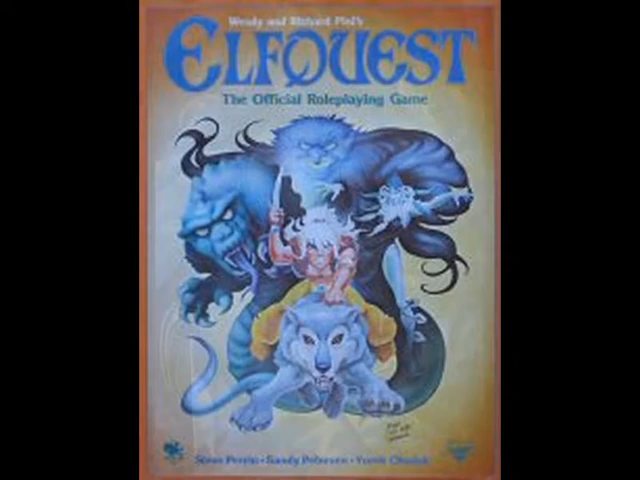 Wendy and Richard Pini's
ELFQUEST
The Official Roleplaying Game
Steve Perrin • Sandy Petersen • Yurek Chodak